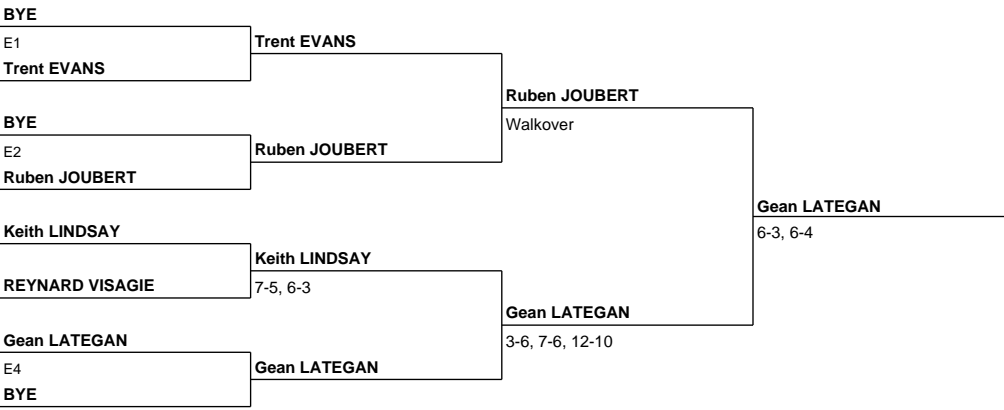 BYE
E1
Trent EVANS
BYE
E2
Ruben JOUBERT
Keith LINDSAY
REYNARD VISAGIE
Gean LATEGAN
E4
BYE
Trent EVANS
Ruben JOUBERT
Keith LINDSAY
7-5, 6-3
Gean LATEGAN
Ruben JOUBERT
Walkover
Gean LATEGAN
3-6, 7-6, 12-10
Gean LATEGAN
6-3, 6-4